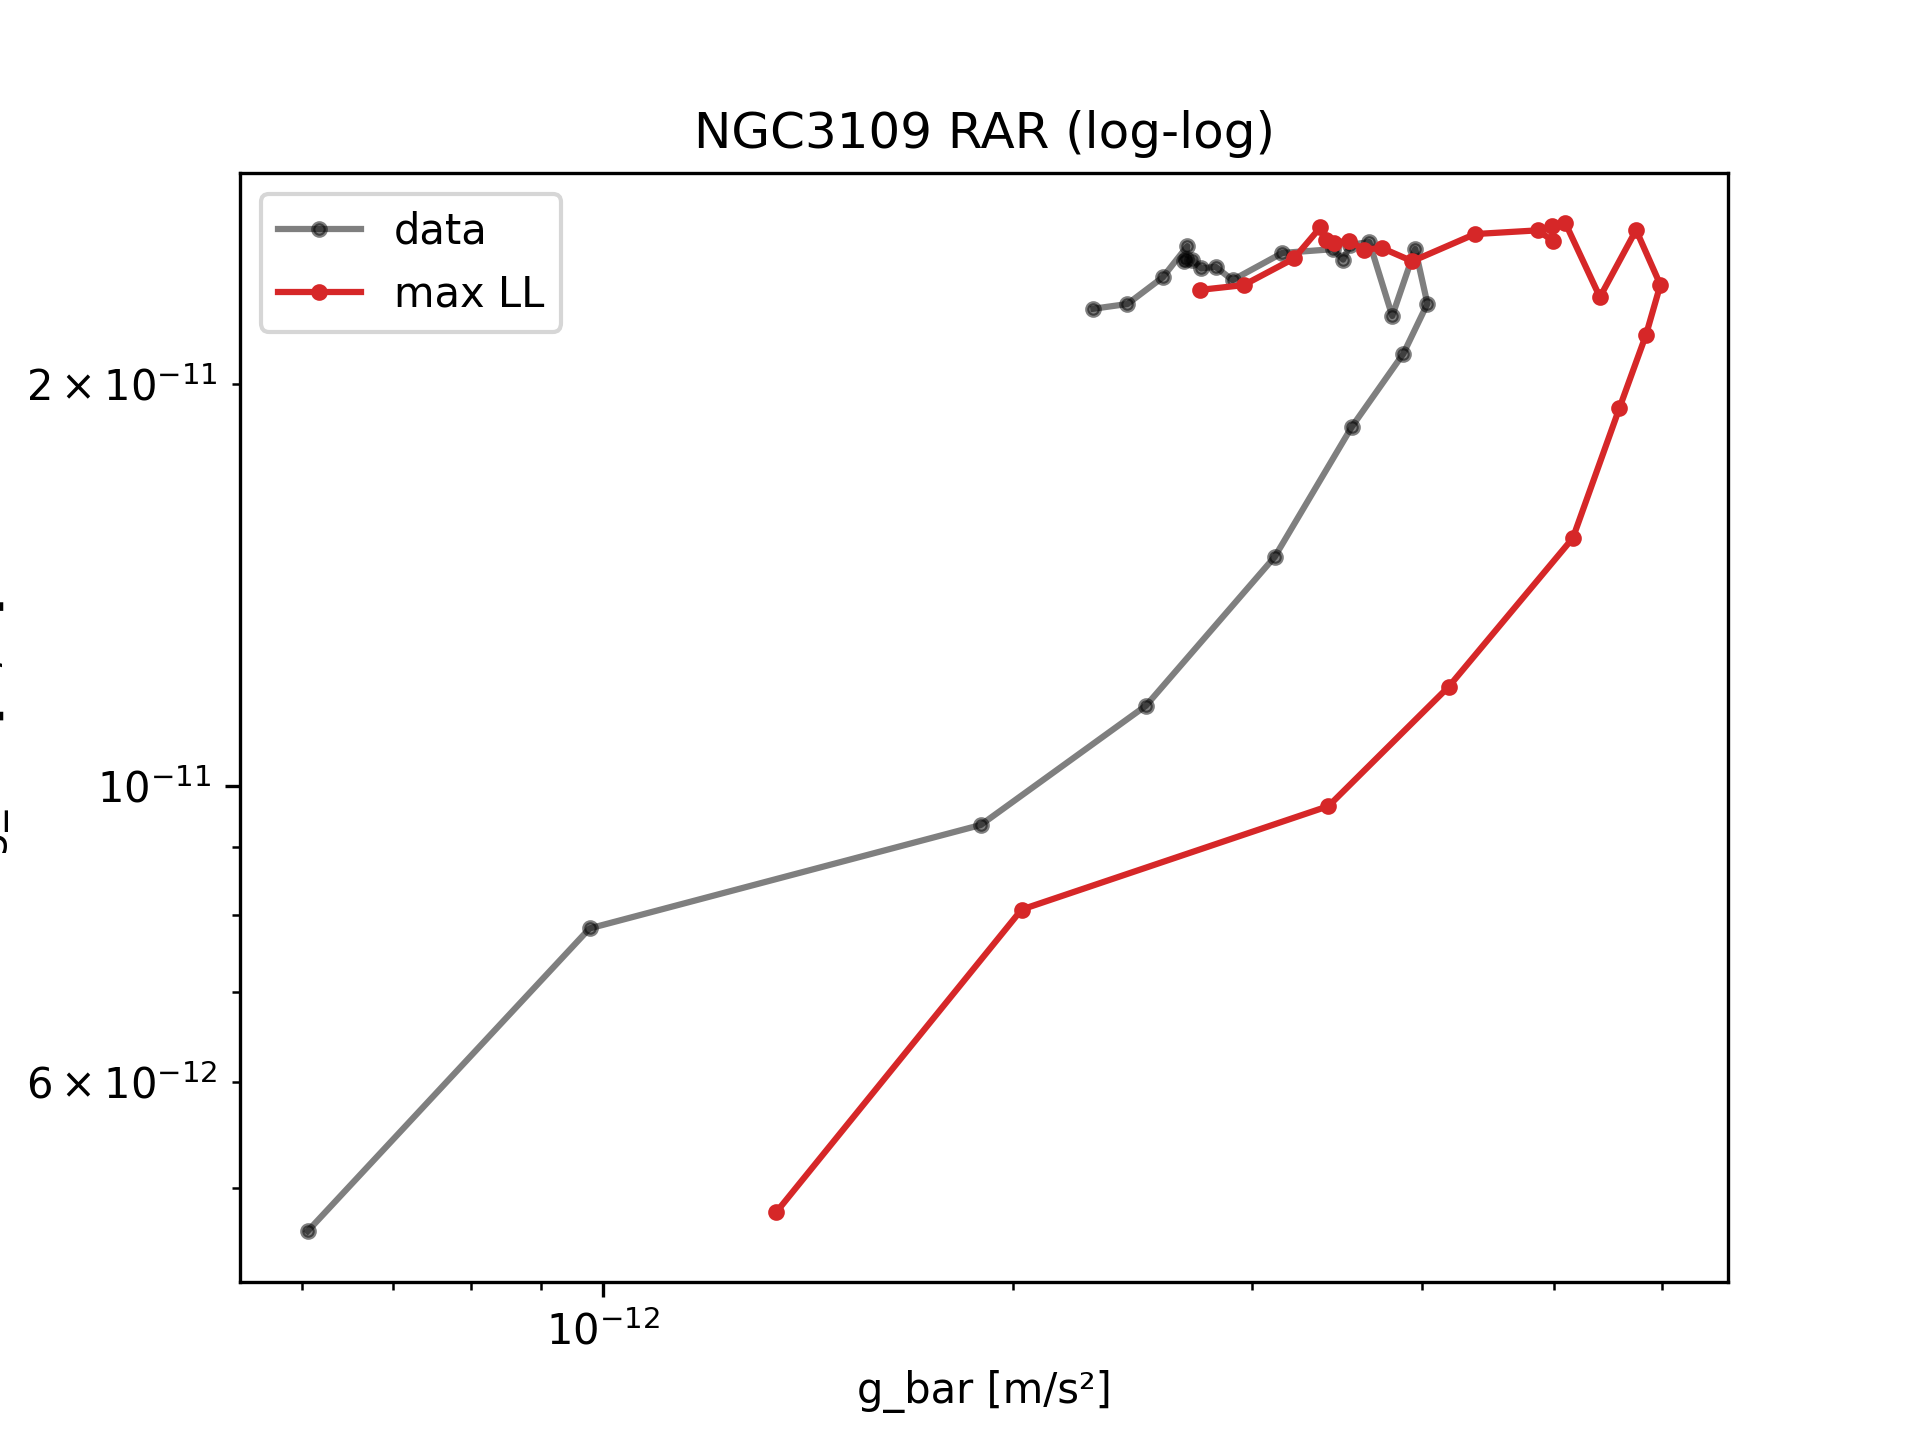 NGC3109 RAR (log-log)
data
max LL
2 × 10⁻¹¹
10⁻¹¹
6 × 10⁻¹²
10⁻¹²
g_bar [m/s²]